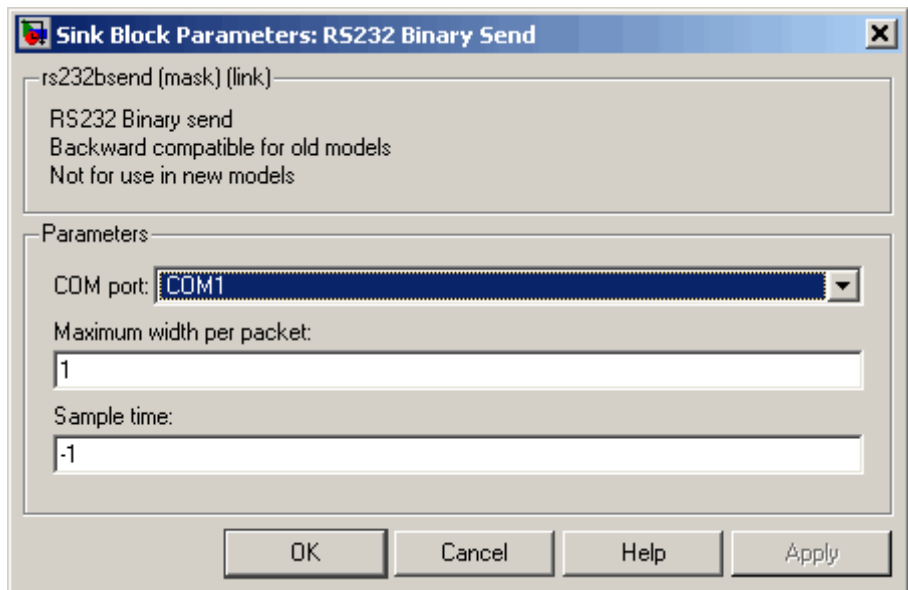 Sink Block Parameters: RS232 Binary Send
rs232bsend (mask) (link)
RS232 Binary send
Backward compatible for old models
Not for use in new models
Parameters
COM port: COM1
Maximum width per packet:
1
Sample time:
-1
OK Cancel Help Apply